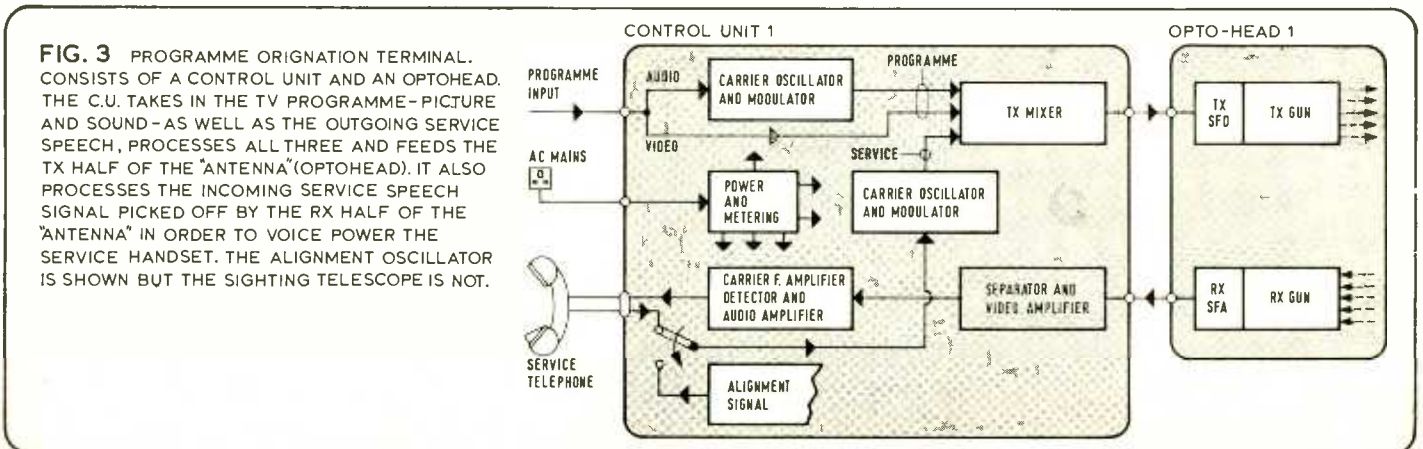 FIG. 3 PROGRAMME ORIGNATION TERMINAL.
CONSISTS OF A CONTROL UNIT AND AN OPTOHEAD.
THE C.U. TAKES IN THE TV PROGRAMME-PICTURE
AND SOUND-AS WELL AS THE OUTGOING SERVICE
SPEECH, PROCESSES ALL THREE AND FEEDS THE
TX HALF OF THE "ANTENNA" (OPTOHEAD). IT ALSO
PROCESSES THE INCOMING SERVICE SPEECH
SIGNAL PICKED OFF BY THE RX HALF OF THE
"ANTENNA" IN ORDER TO VOICE POWER THE
SERVICE HANDSET. THE ALIGNMENT OSCILLATOR
IS SHOWN BUT THE SIGHTING TELESCOPE IS NOT.
CONTROL UNIT 1
OPTO-HEAD 1
PROGRAMME
INPUT
AUDIO
VIDEO
CARRIER OSCILLATOR
AND MODULATOR
PROGRAMME
TX MIXER
TX
SFD
TX GUN
AC MAINS
POWER
AND
METERING
SERVICE
CARRIER OSCILLATOR
AND MODULATOR
SERVICE
TELEPHONE
CARRIER F. AMPLIFIER
DETECTOR AND
AUDIO AMPLIFIER
SEPARATOR AND
VIDEO AMPLIFIER
RX
SFA
RX GUN
ALIGNMENT
SIGNAL